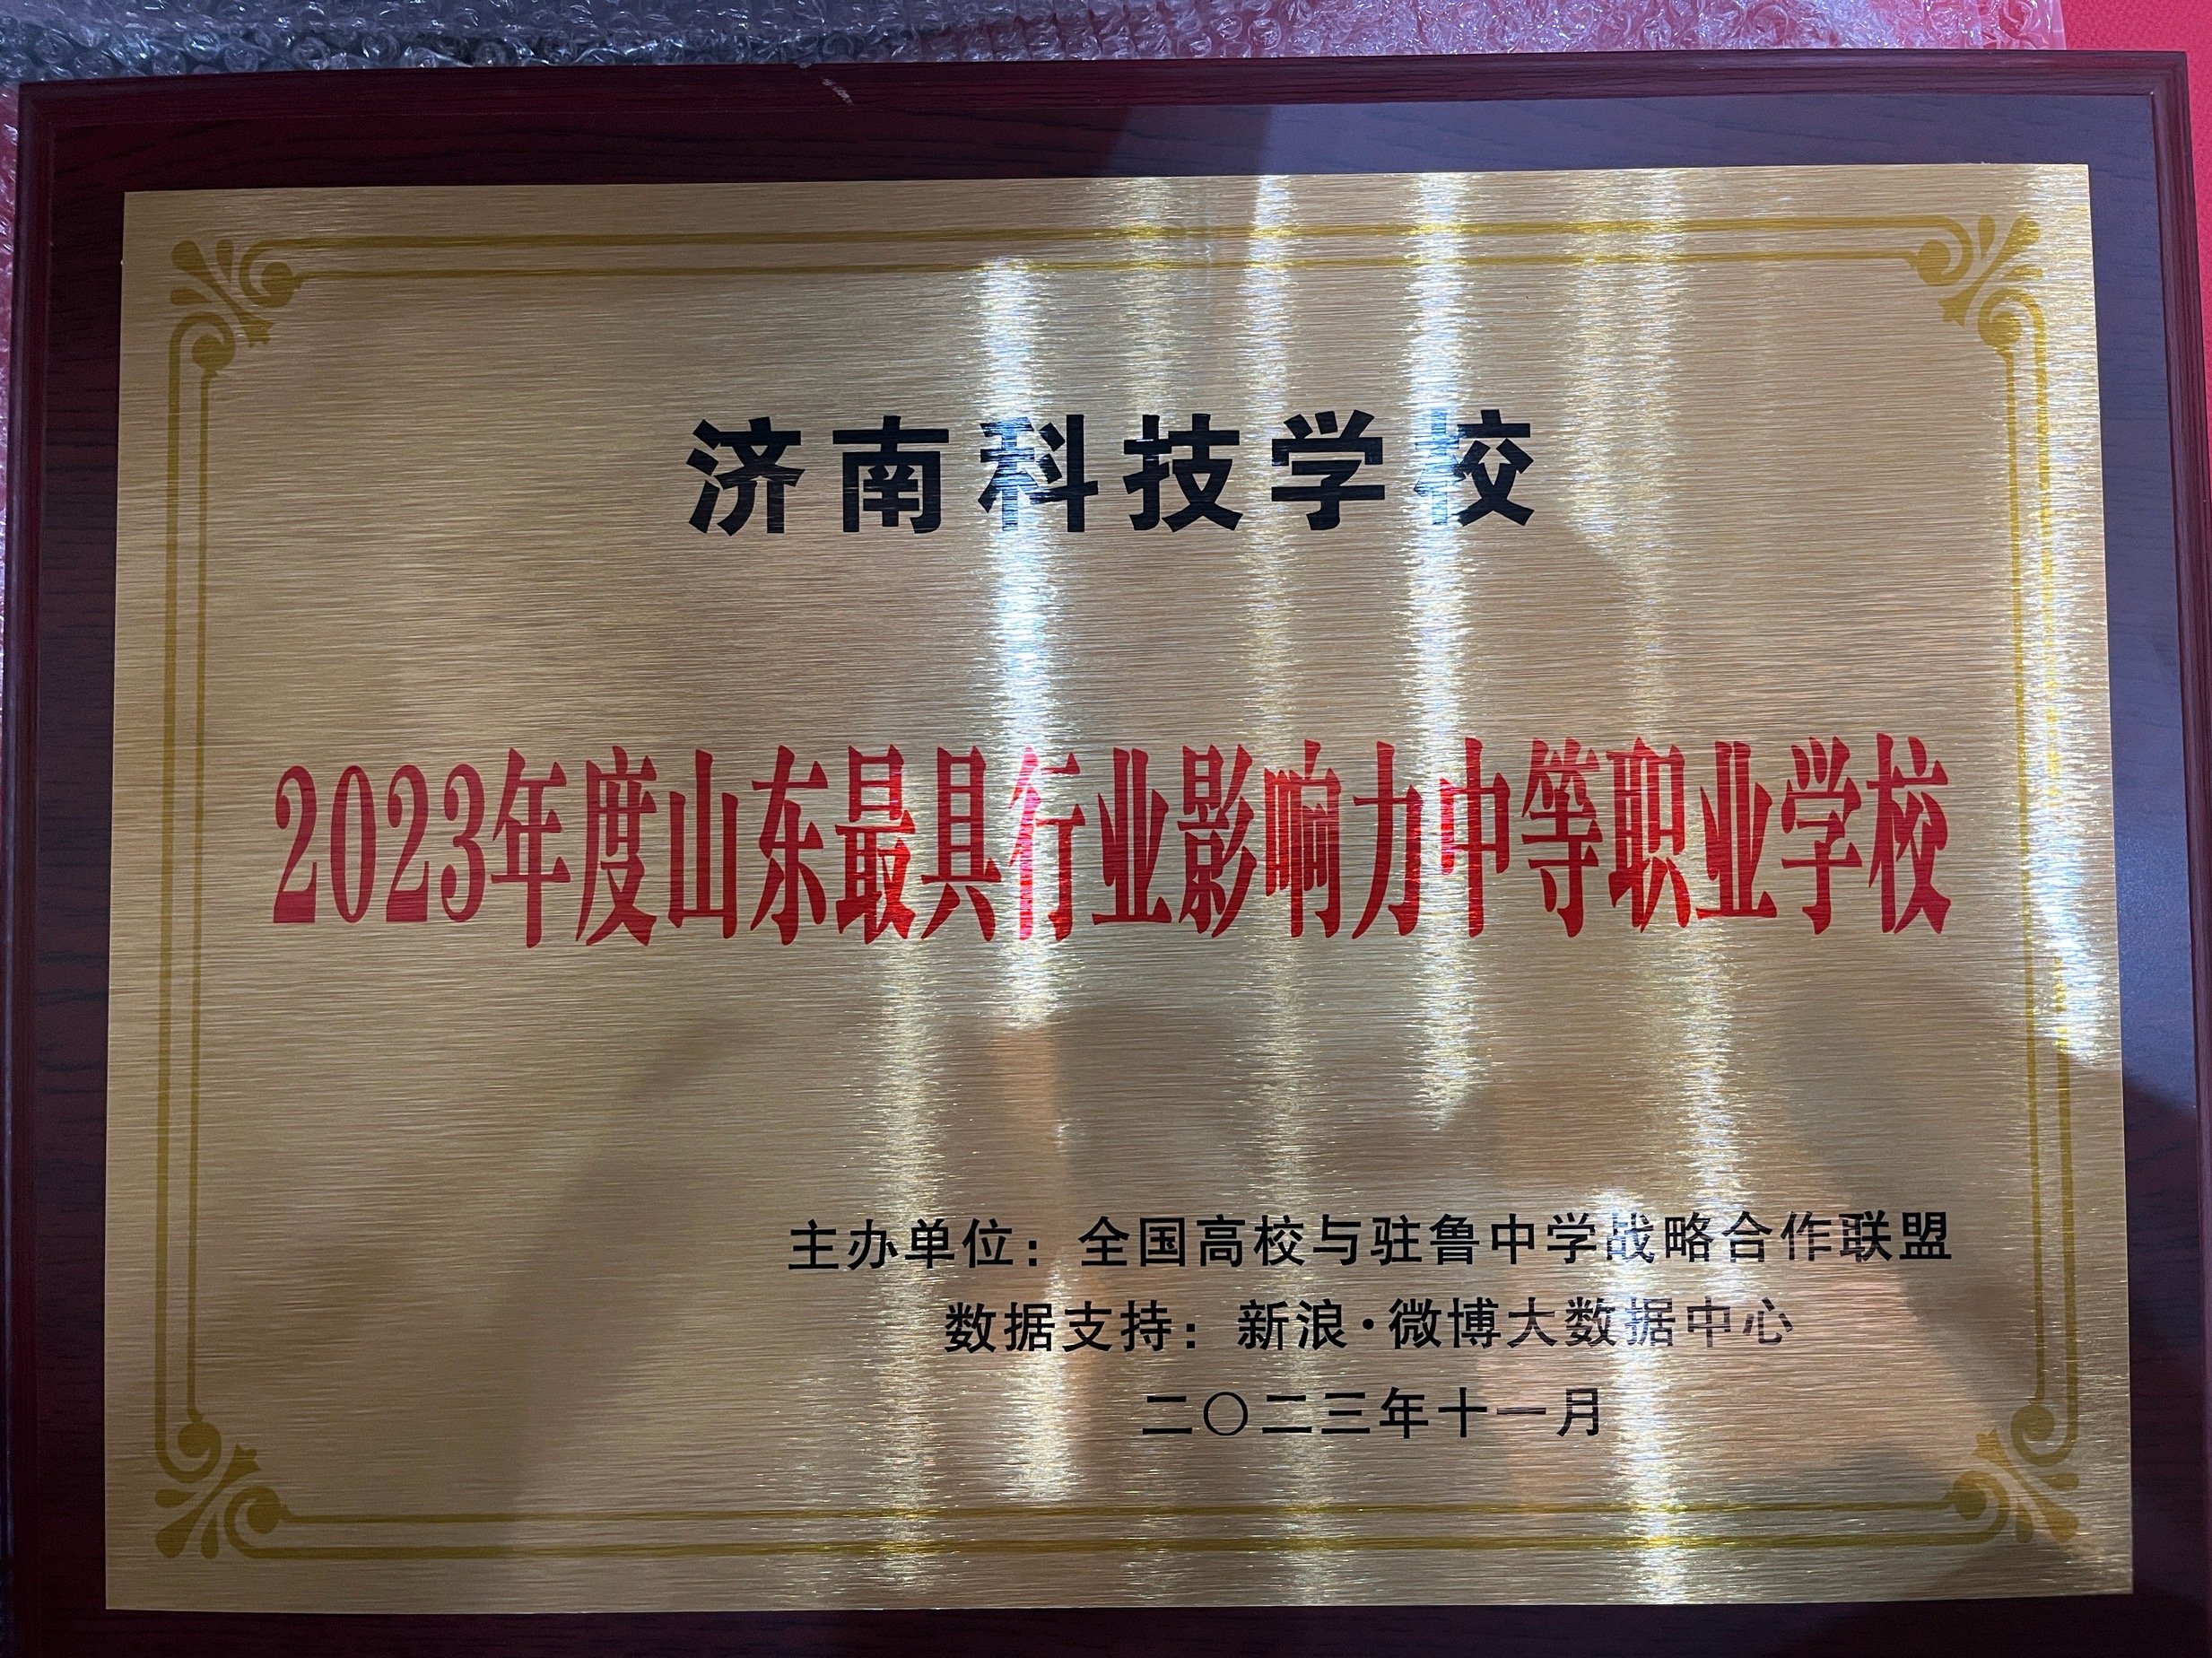 济南科技学校
2023年度山东最具行业影响力中等职业学校
主办单位：全国高校与驻鲁中学战略合作联盟
数据支持：新浪·微博大数据中心
二〇二三年十一月